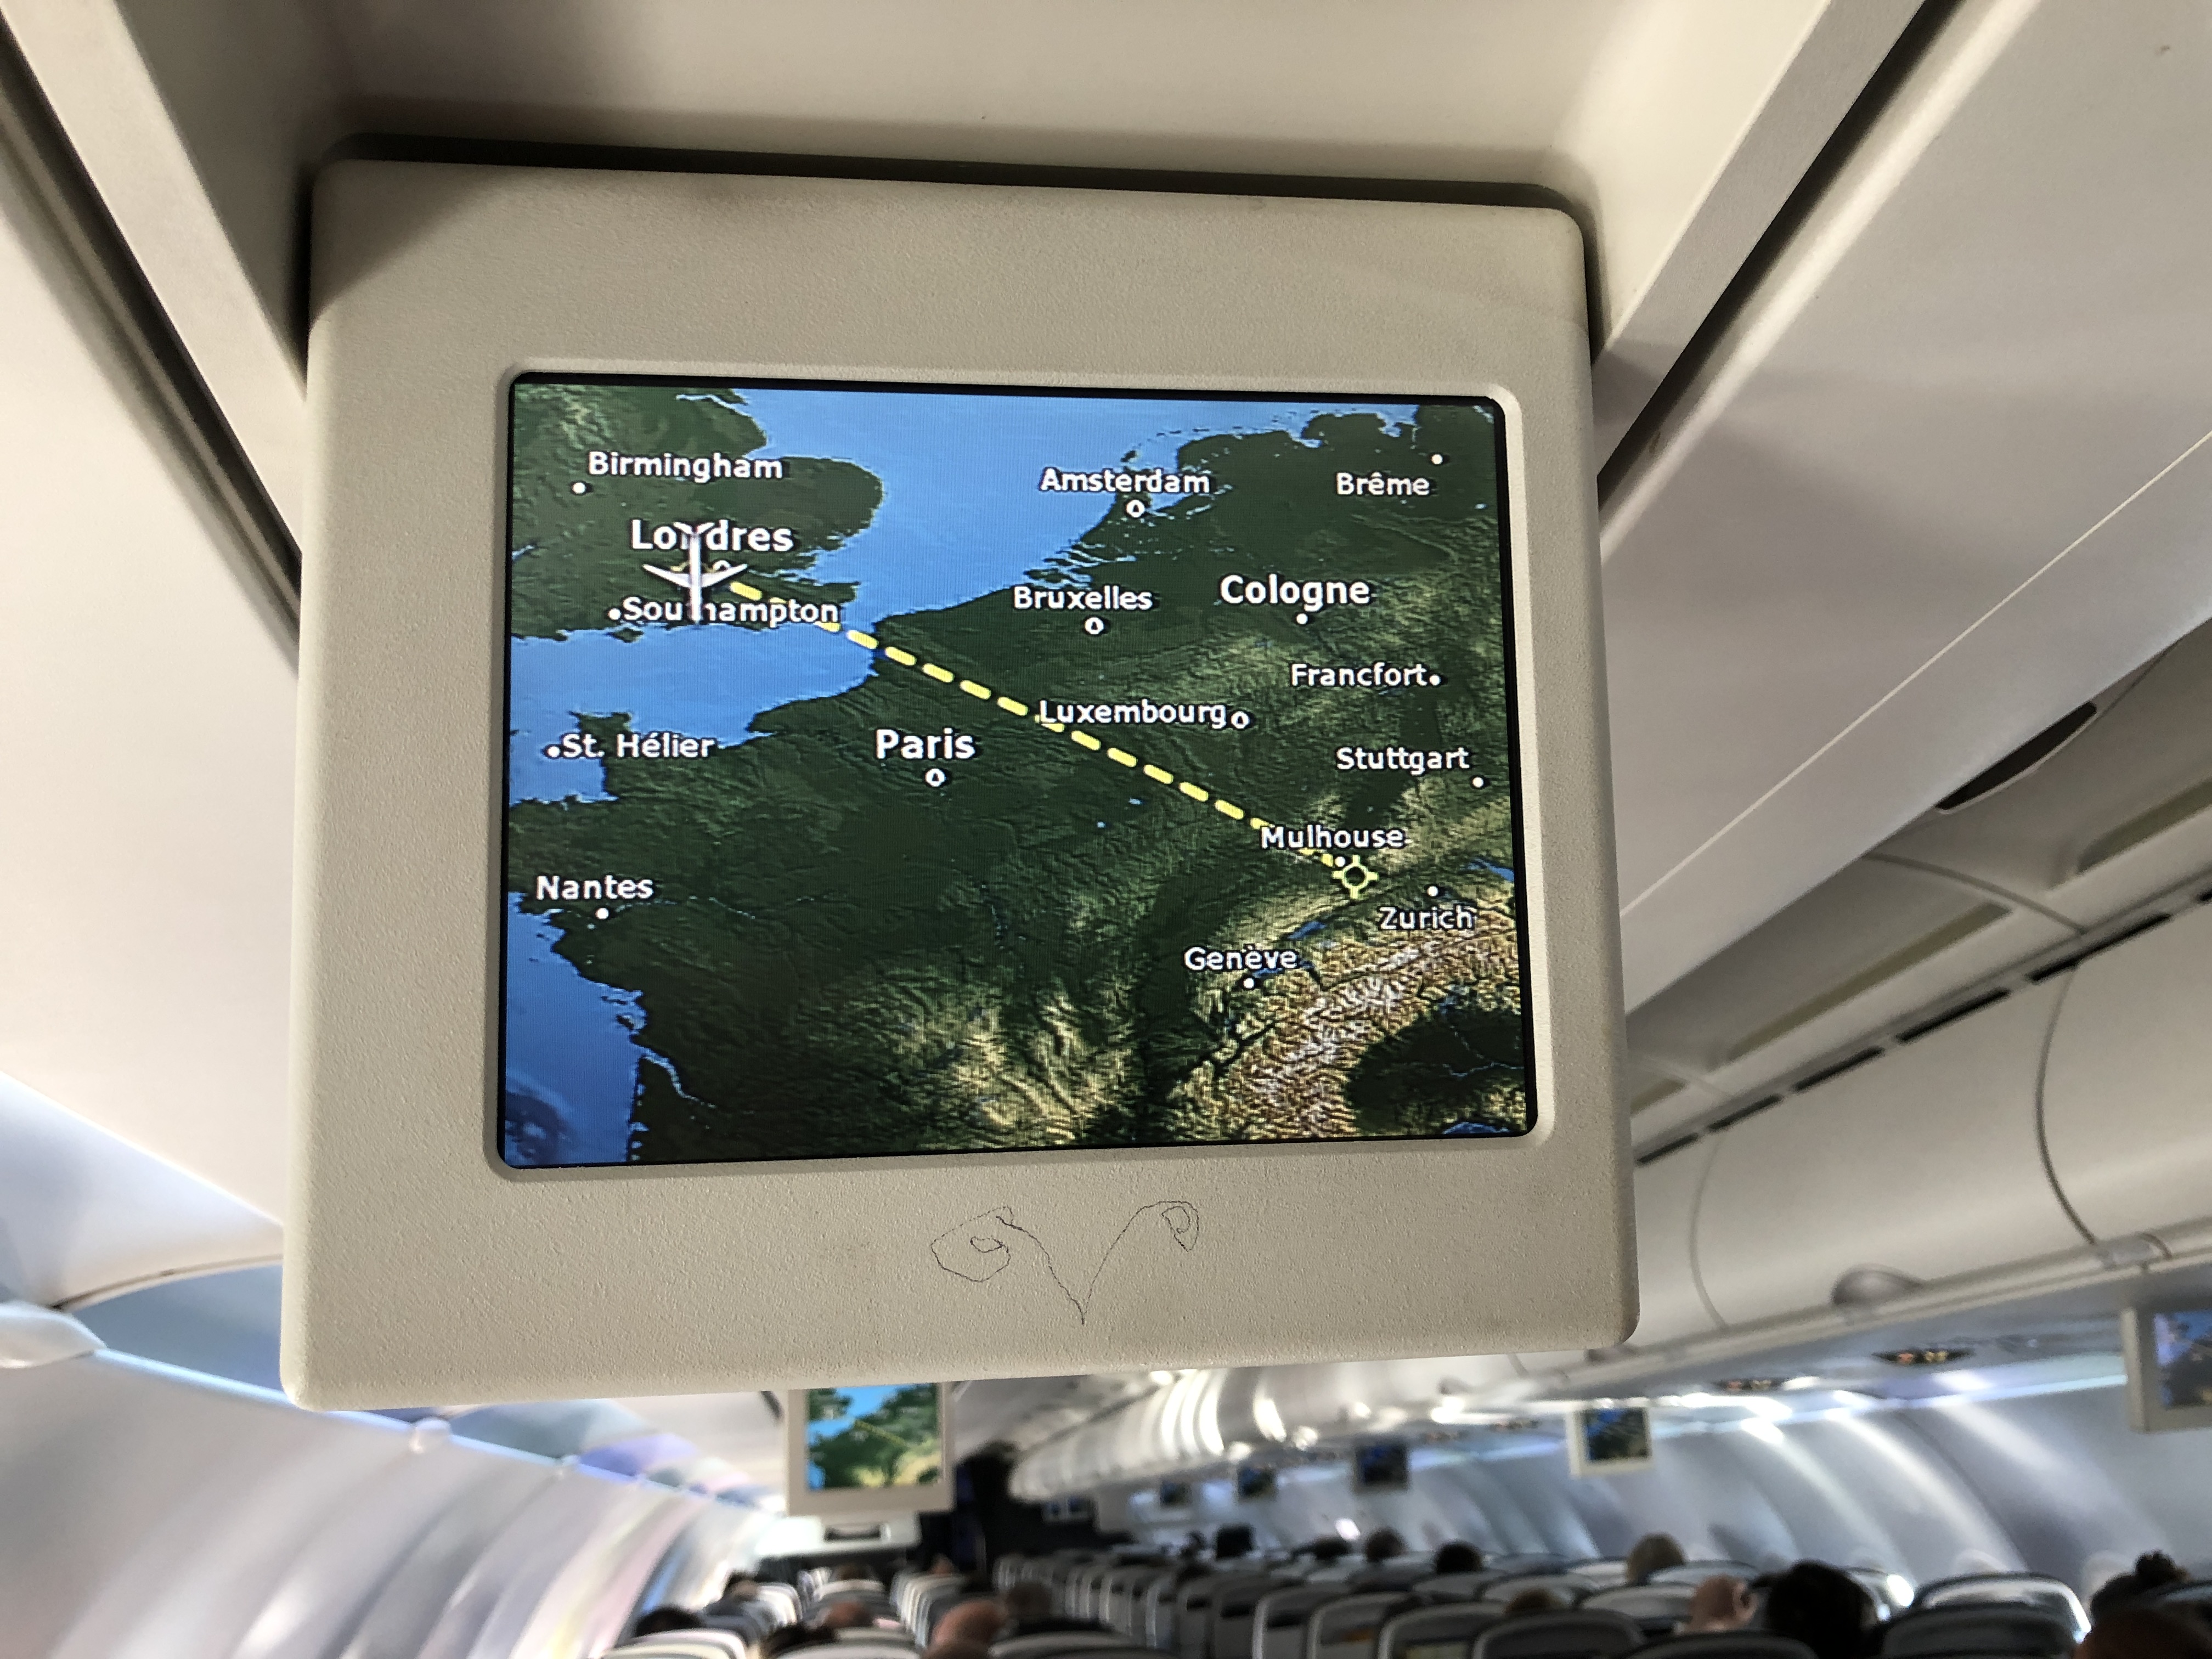 Birmingham
Amsterdam
Brême
Londres
Cologne
Bruxelles
Southampton
Francfort
Luxembourg
St. Hélier
Paris
Stuttgart
Mulhouse
Nantes
Zurich
Genève